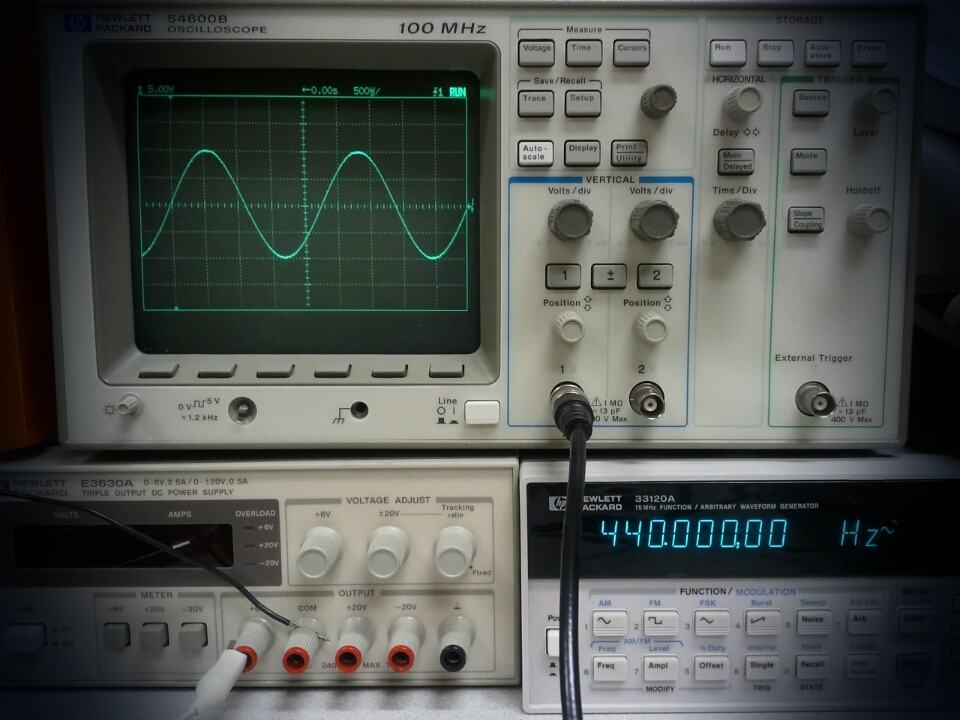 hp HEWLETT PACKARD 54600B OSCILLOSCOPE 100 MHz
1 5.00V ←0.00s 500㎲/ ƒ1 RUN
Measure
Voltage Time Cursors
Save/Recall
Trace Setup
Auto-scale Display Print/Utility
STORAGE
Run Stop Auto-store Erase
HORIZONTAL
Delay
Main Delayed
Time/Div
TRIGGER
Source
Level
Mode
Holdoff
Slope Coupling
External Trigger
1 MΩ
≈13 pF
400 V Max
VERTICAL
Volts/div Volts/div
1 ± 2
Position Position
1 X 2 Y
1 MΩ
≈13 pF
Max
0 V 5 V
≈1.2 kHz
Line
HEWLETT PACKARD E3630A 0-6V,2.5A/0-±20V,0.5A
TRIPLE OUTPUT DC POWER SUPPLY
VOLTS AMPS OVERLOAD
+6V
+20V
-20V
VOLTAGE ADJUST
+6V ±20V Tracking ratio
Fixed
METER
+6V +20V -20V
OUTPUT
COM +20V -20V
240 MAX
hp HEWLETT PACKARD 33120A
15 MHz FUNCTION / ARBITRARY WAVEFORM GENERATOR
440.000,00 Hz~
FUNCTION / MODULATION
AM FM FSK Burst Sweep Arb List MENU
1 2 3 4 5 Noise Arb Enter
AM/FM
Freq Level % Duty Internal Store Cancel
6 Freq 7 Ampl 8 Offset 9 Single 0 Recall
MODIFY TRIG STATE